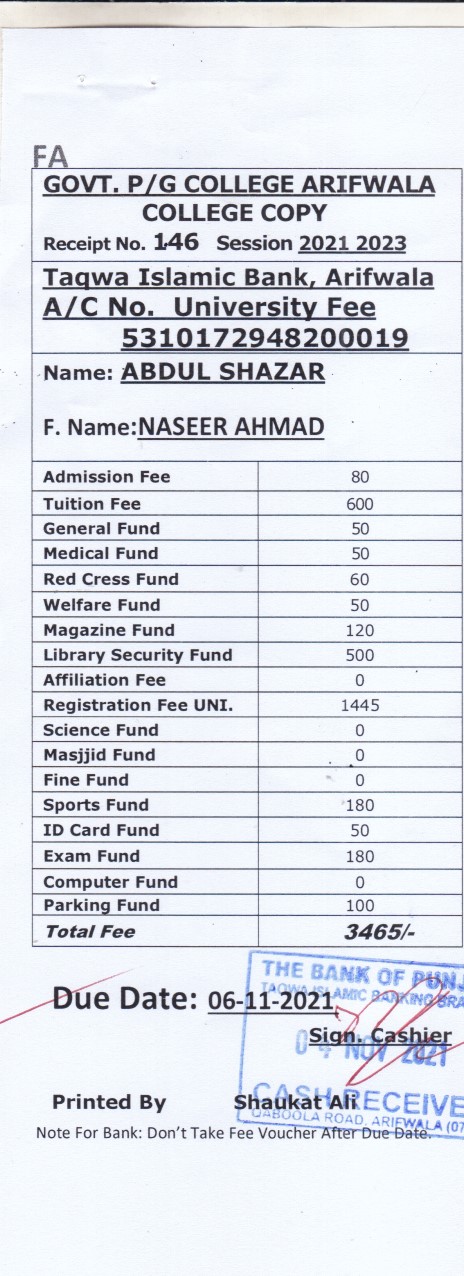 FA
GOVT. P/G COLLEGE ARIFWALA
COLLEGE COPY
Receipt No. 146 Session 2021 2023
Taqwa Islamic Bank, Arifwala
A/C No. University Fee
5310172948200019
Name: ABDUL SHAZAR
F. Name:NASEER AHMAD
Admission Fee 80
Tuition Fee 600
General Fund 50
Medical Fund 50
Red Cress Fund 60
Welfare Fund 50
Magazine Fund 120
Library Security Fund 500
Affiliation Fee 0
Registration Fee UNI. 1445
Science Fund 0
Masjjid Fund 0
Fine Fund 0
Sports Fund 180
ID Card Fund 50
Exam Fund 180
Computer Fund 0
Parking Fund 100
Total Fee 3465/-
THE BANK OF PUNJ
TAQWA ISLAMIC BANKING BRA
Due Date: 06-11-2021
Sign. Cashier
04 NOV 2021
CASH RECEIVE
Printed By Shaukat Ali
QABOOLA ROAD, ARIFWALA (07
Note For Bank: Don't Take Fee Voucher After Due Date.